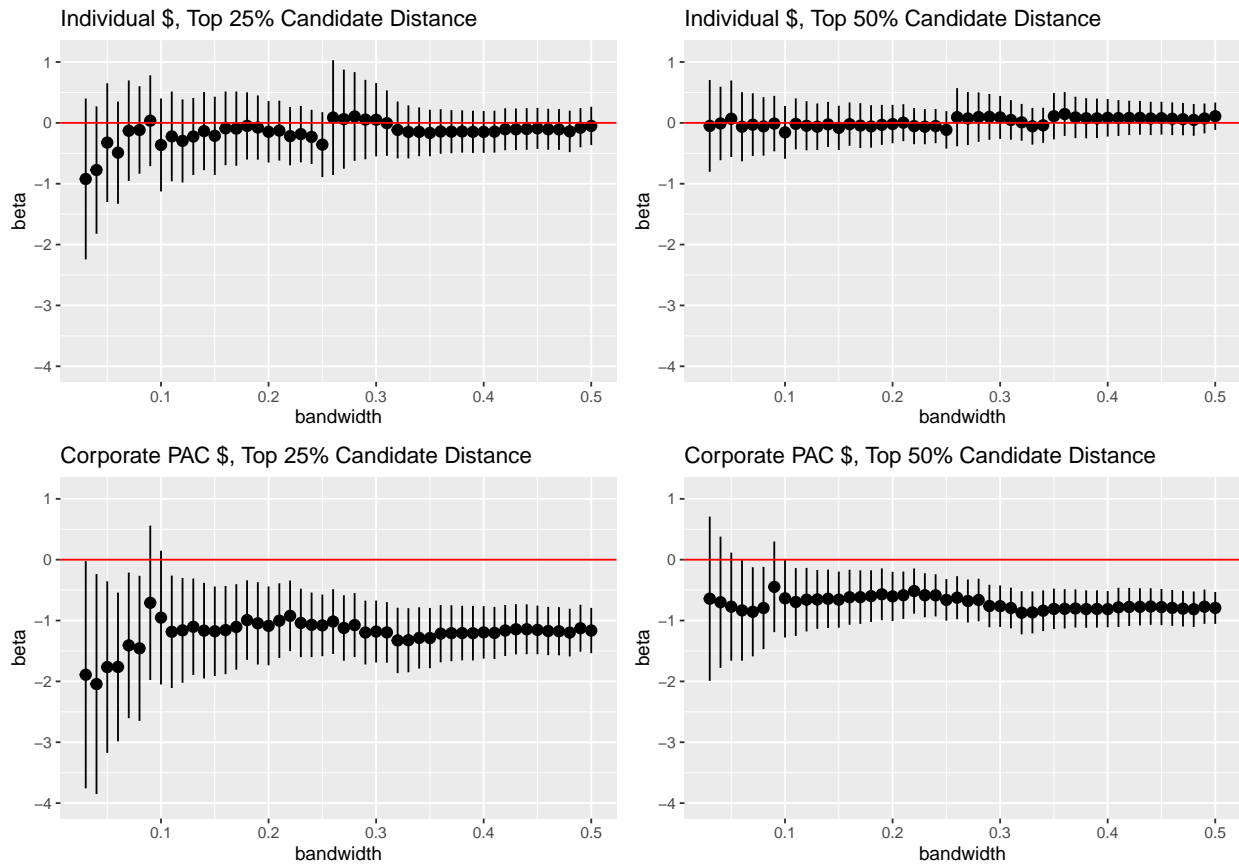 Individual $, Top 25% Candidate Distance
1
0
−1
−2
−3
−4
beta
0.1 0.2 0.3 0.4 0.5
bandwidth
Individual $, Top 50% Candidate Distance
1
0
−1
−2
−3
−4
beta
0.1 0.2 0.3 0.4 0.5
bandwidth
Corporate PAC $, Top 25% Candidate Distance
1
0
−1
−2
−3
−4
beta
0.1 0.2 0.3 0.4 0.5
bandwidth
Corporate PAC $, Top 50% Candidate Distance
1
0
−1
−2
−3
−4
beta
0.1 0.2 0.3 0.4 0.5
bandwidth